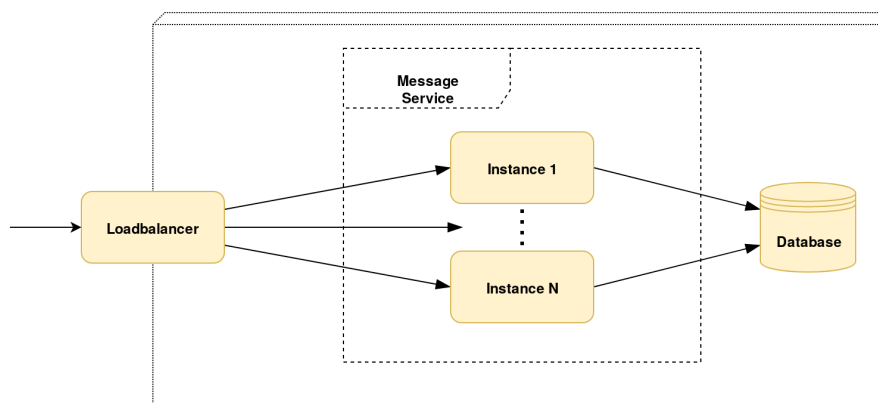 Message
Service
Instance 1
Loadbalancer
Database
Instance N